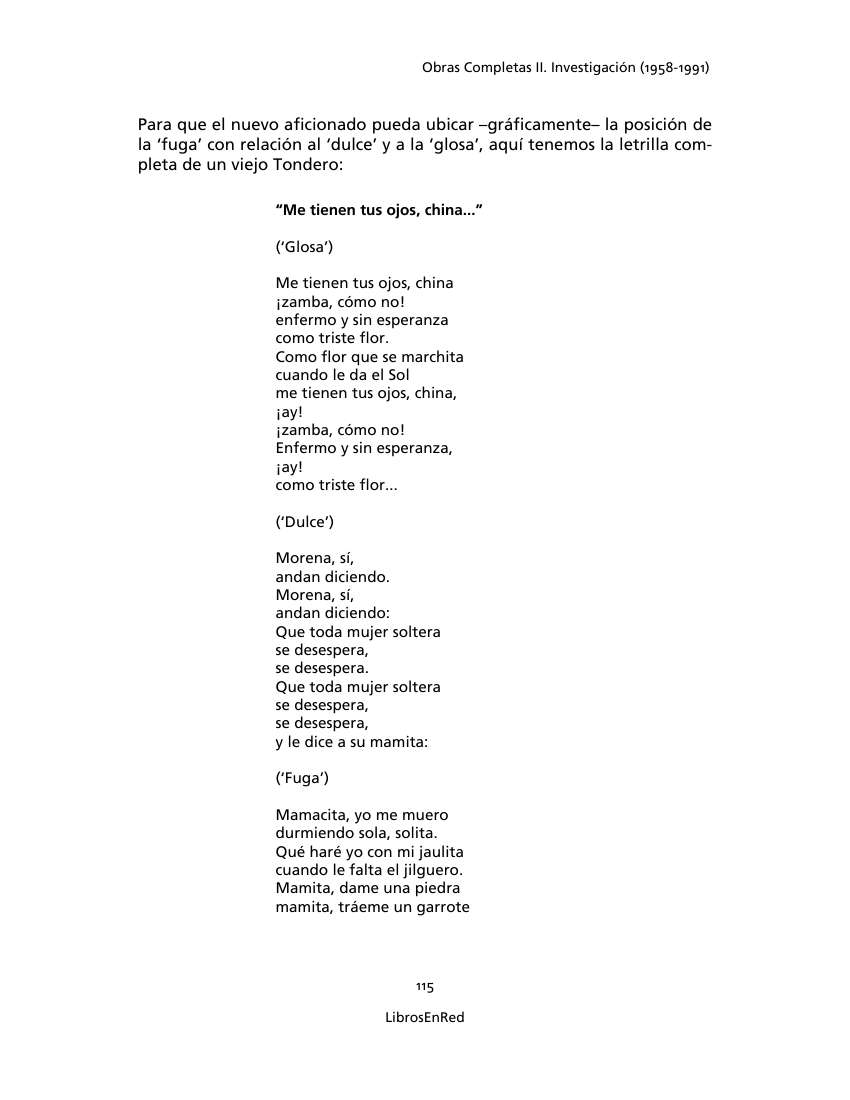 Obras Completas II. Investigación (1958-1991)
Para que el nuevo aficionado pueda ubicar –gráficamente– la posición de
la ‘fuga’ con relación al ‘dulce’ y a la ‘glosa’, aquí tenemos la letrilla com-
pleta de un viejo Tondero:
“Me tienen tus ojos, china...”
(‘Glosa’)
Me tienen tus ojos, china
¡zamba, cómo no!
enfermo y sin esperanza
como triste flor.
Como flor que se marchita
cuando le da el Sol
me tienen tus ojos, china,
¡ay!
¡zamba, cómo no!
Enfermo y sin esperanza,
¡ay!
como triste flor...
(‘Dulce’)
Morena, sí,
andan diciendo.
Morena, sí,
andan diciendo:
Que toda mujer soltera
se desespera,
se desespera.
Que toda mujer soltera
se desespera,
se desespera,
y le dice a su mamita:
(‘Fuga’)
Mamacita, yo me muero
durmiendo sola, solita.
Qué haré yo con mi jaulita
cuando le falta el jilguero.
Mamita, dame una piedra
mamita, tráeme un garrote
115
LibrosEnRed